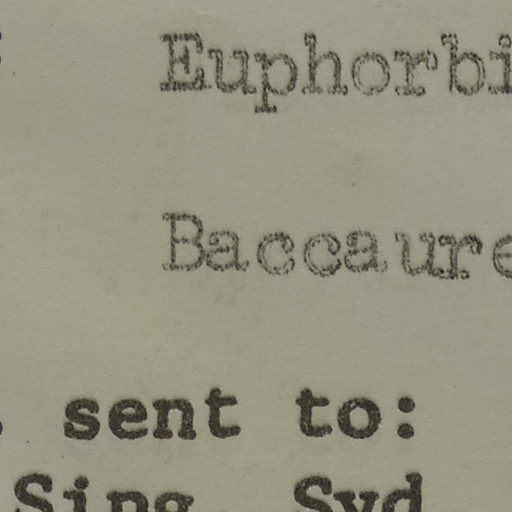 Euphorbi
Baccaure
. sent to:
Sing Syd